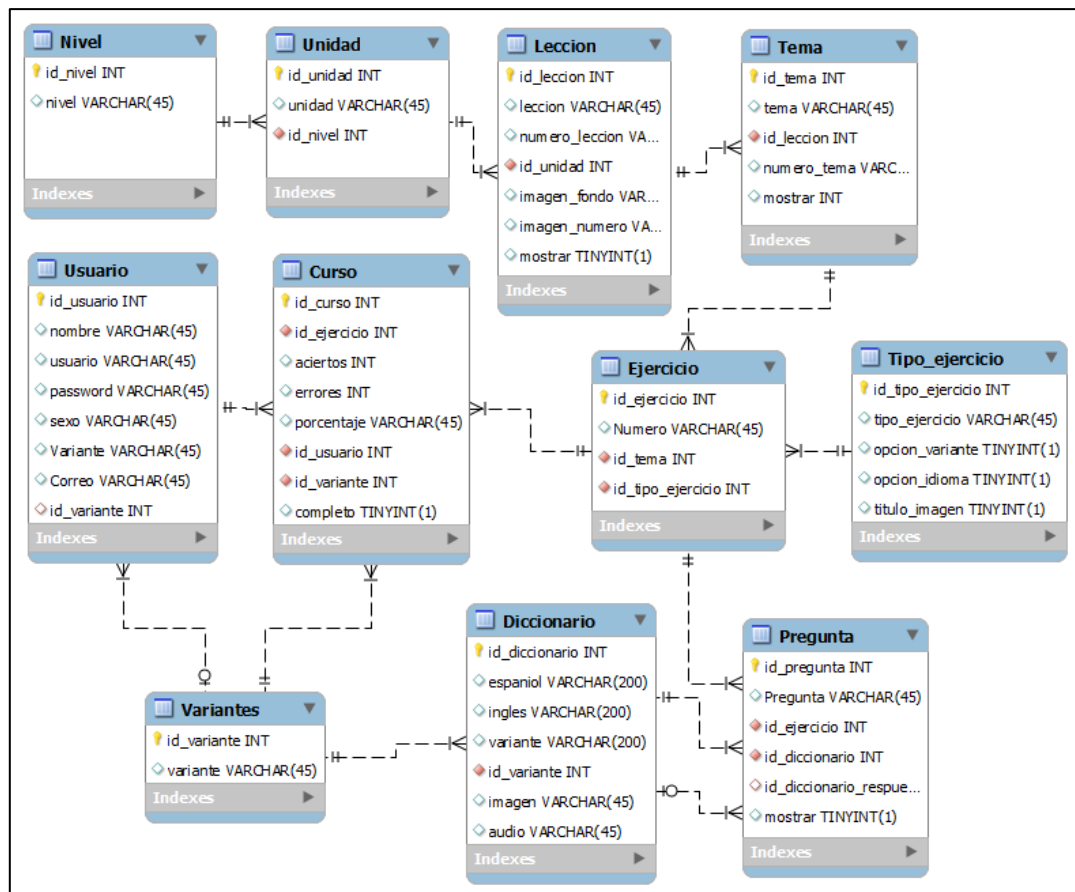 Nivel
id_nivel INT
nivel VARCHAR(45)
Indexes
Unidad
id_unidad INT
unidad VARCHAR(45)
id_nivel INT
Indexes
Leccion
id_leccion INT
leccion VARCHAR(45)
numero_leccion VA...
id_unidad INT
imagen_fondo VAR...
imagen_numero VA...
mostrar TINYINT(1)
Indexes
Tema
id_tema INT
tema VARCHAR(45)
id_leccion INT
numero_tema VARC...
mostrar INT
Indexes
Usuario
id_usuario INT
nombre VARCHAR(45)
usuario VARCHAR(45)
password VARCHAR(45)
sexo VARCHAR(45)
Variante VARCHAR(45)
Correo VARCHAR(45)
id_variante INT
Indexes
Curso
id_curso INT
id_ejercicio INT
aciertos INT
errores INT
porcentaje VARCHAR(45)
id_usuario INT
id_variante INT
completo TINYINT(1)
Indexes
Ejercicio
id_ejercicio INT
Numero VARCHAR(45)
id_tema INT
id_tipo_ejercicio INT
Indexes
Tipo_ejercicio
id_tipo_ejercicio INT
tipo_ejercicio VARCHAR(45)
opcion_variante TINYINT(1)
opcion_idioma TINYINT(1)
titulo_imagen TINYINT(1)
Indexes
Variantes
id_variante INT
variante VARCHAR(45)
Indexes
Diccionario
id_diccionario INT
espaniol VARCHAR(200)
ingles VARCHAR(200)
variante VARCHAR(200)
id_variante INT
imagen VARCHAR(45)
audio VARCHAR(45)
Indexes
Pregunta
id_pregunta INT
Pregunta VARCHAR(45)
id_ejercicio INT
id_diccionario INT
id_diccionario_respue...
mostrar TINYINT(1)
Indexes